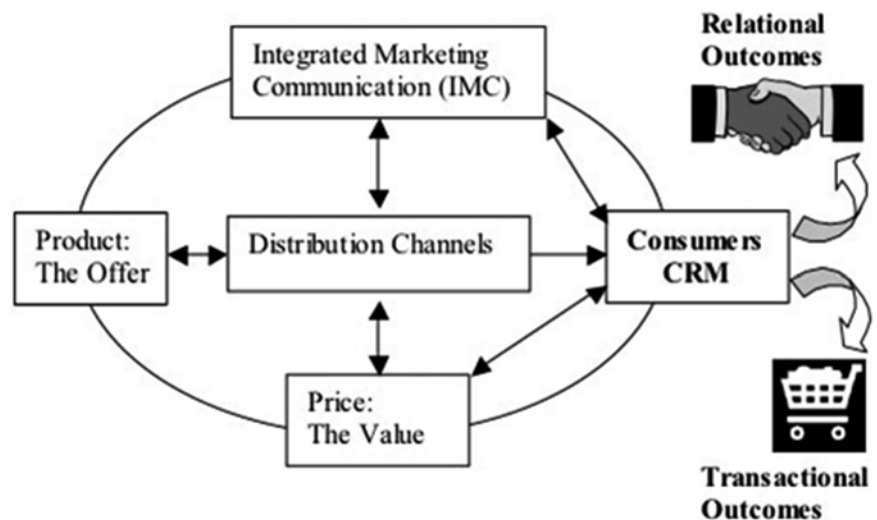 Relational
Outcomes
Integrated Marketing
Communication (IMC)
Product:
The Offer
Distribution Channels
Consumers
CRM
Price:
The Value
Transactional
Outcomes